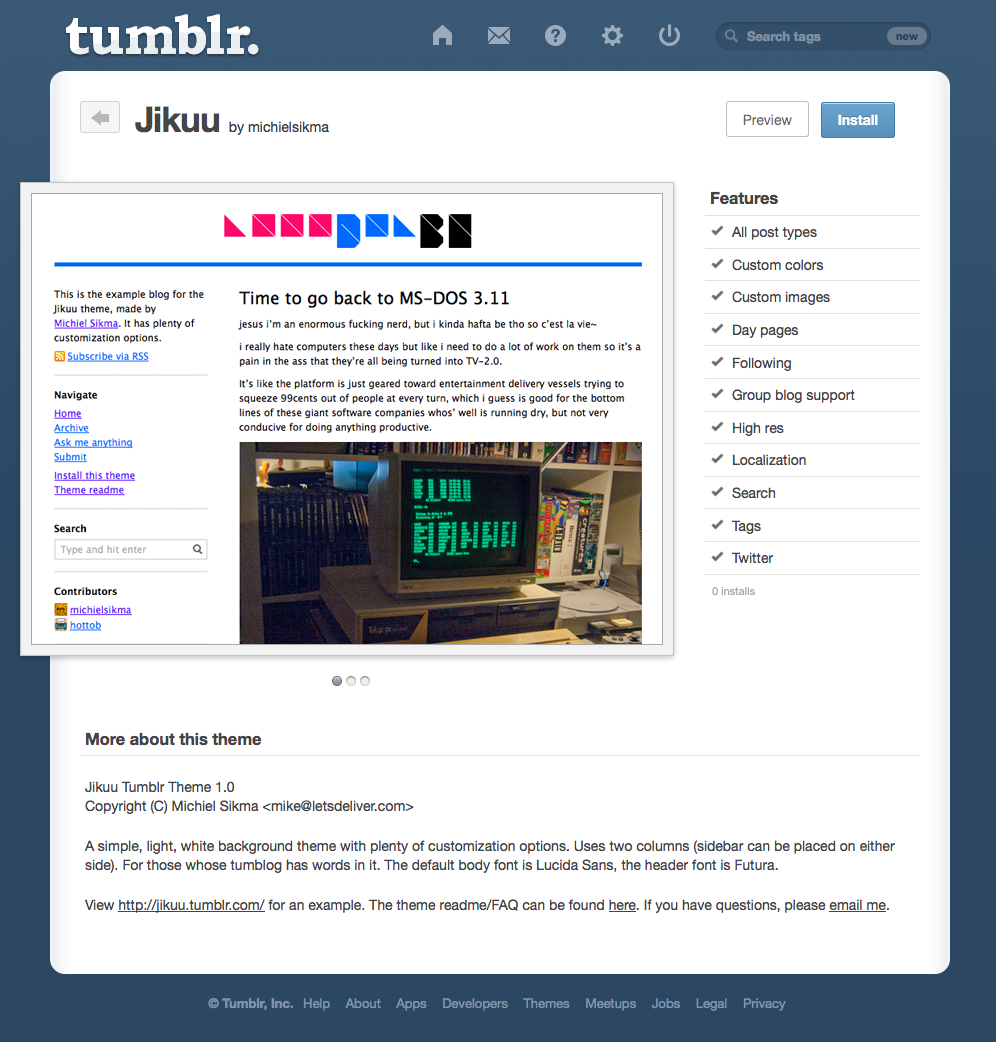 tumblr.
Search tags
new
Jikuu by michielsikma
Preview
Install
This is the example blog for the
Jikuu theme, made by
Michiel Sikma. It has plenty of
customization options.
Subscribe via RSS
Navigate
Home
Archive
Ask me anything
Submit
Install this theme
Theme readme
Search
Type and hit enter
Contributors
michielsikma
hottob
Time to go back to MS-DOS 3.11
jesus i'm an enormous fucking nerd, but i kinda hafta be tho so c'est la vie~
i really hate computers these days but like i need to do a lot of work on them so it's a
pain in the ass that they're all being turned into TV-2.0.
It's like the platform is just geared toward entertainment delivery vessels trying to
squeeze 99cents out of people at every turn, which i guess is good for the bottom
lines of these giant software companies whos' well is running dry, but not very
conducive for doing anything productive.
Features
All post types
Custom colors
Custom images
Day pages
Following
Group blog support
High res
Localization
Search
Tags
Twitter
0 installs
More about this theme
Jikuu Tumblr Theme 1.0
Copyright (C) Michiel Sikma <mike@letsdeliver.com>
A simple, light, white background theme with plenty of customization options. Uses two columns (sidebar can be placed on either
side). For those whose tumblog has words in it. The default body font is Lucida Sans, the header font is Futura.
View http://jikuu.tumblr.com/ for an example. The theme readme/FAQ can be found here. If you have questions, please email me.
© Tumblr, Inc. Help About Apps Developers Themes Meetups Jobs Legal Privacy